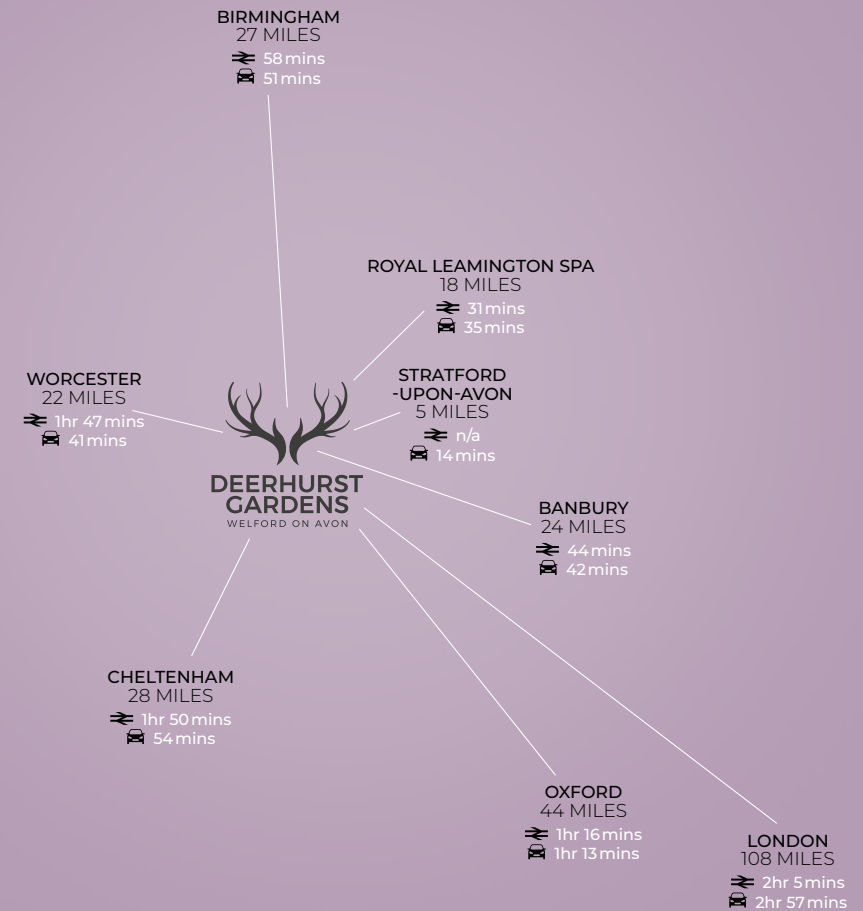 BIRMINGHAM
27 MILES
58 mins
51 mins
ROYAL LEAMINGTON SPA
18 MILES
31 mins
35 mins
WORCESTER
22 MILES
1hr 47 mins
41 mins
STRATFORD
-UPON-AVON
5 MILES
n/a
14 mins
DEERHURST
GARDENS
WELFORD ON AVON
BANBURY
24 MILES
44 mins
42 mins
CHELTENHAM
28 MILES
1hr 50 mins
54 mins
OXFORD
44 MILES
1hr 16 mins
1hr 13 mins
LONDON
108 MILES
2hr 5 mins
2hr 57 mins